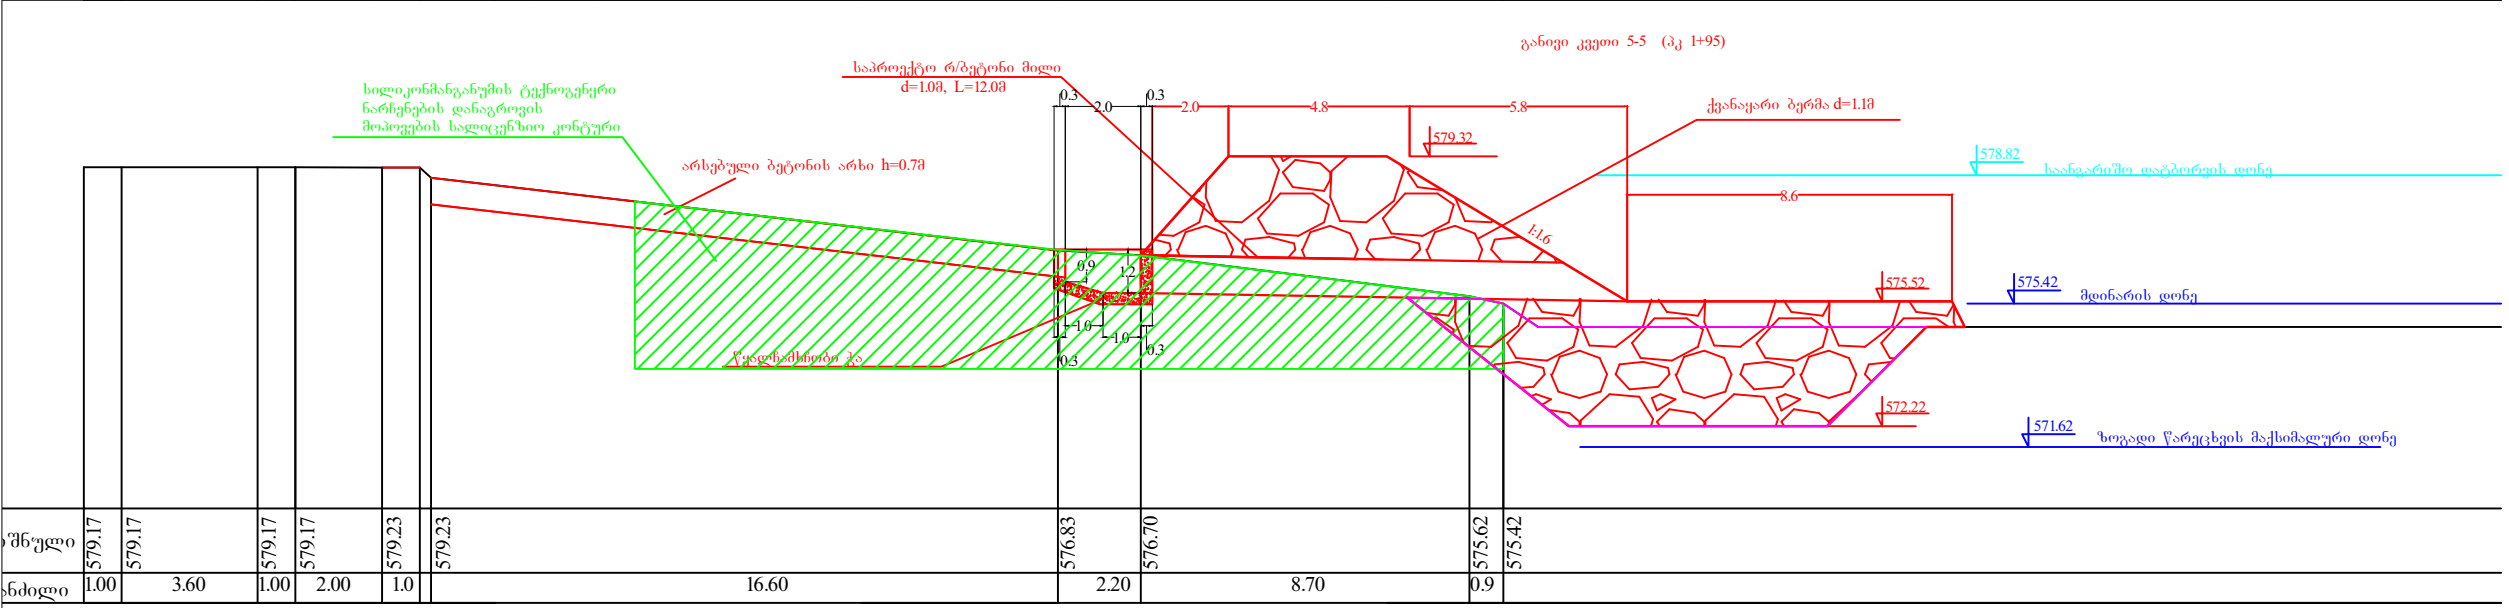 განივი კვეთი 5-5 (პკ 1+95)
საპროექტო რ/ბეტონი მილი
d=1.0მ, L=12.0მ
სილიკონმანგანუმის ტექნოგენური
ნარჩენების დანაგროვის
მოპოვების სალიცენზიო კონტური
არსებული ბეტონის არხი h=0.7მ
0.3
2.0
0.3
2.0
4.8
5.8
ქვანაყარი ბერმა d=1.1მ
579.32
578.82
საანგარიშო დატბორვის დონე
8.6
1:1.6
0.9
1.2
575.52
575.42
მდინარის დონე
1.0
1.0
0.3
0.3
წყალჩამხშობი ჭა
572.22
571.62
ზოგადი წარეცხვის მაქსიმალური დონე
შნული
579.17
579.17
579.17
579.17
579.23
579.23
576.83
576.70
575.62
575.42
ანძილი
1.00
3.60
1.00
2.00
1.0
16.60
2.20
8.70
0.9